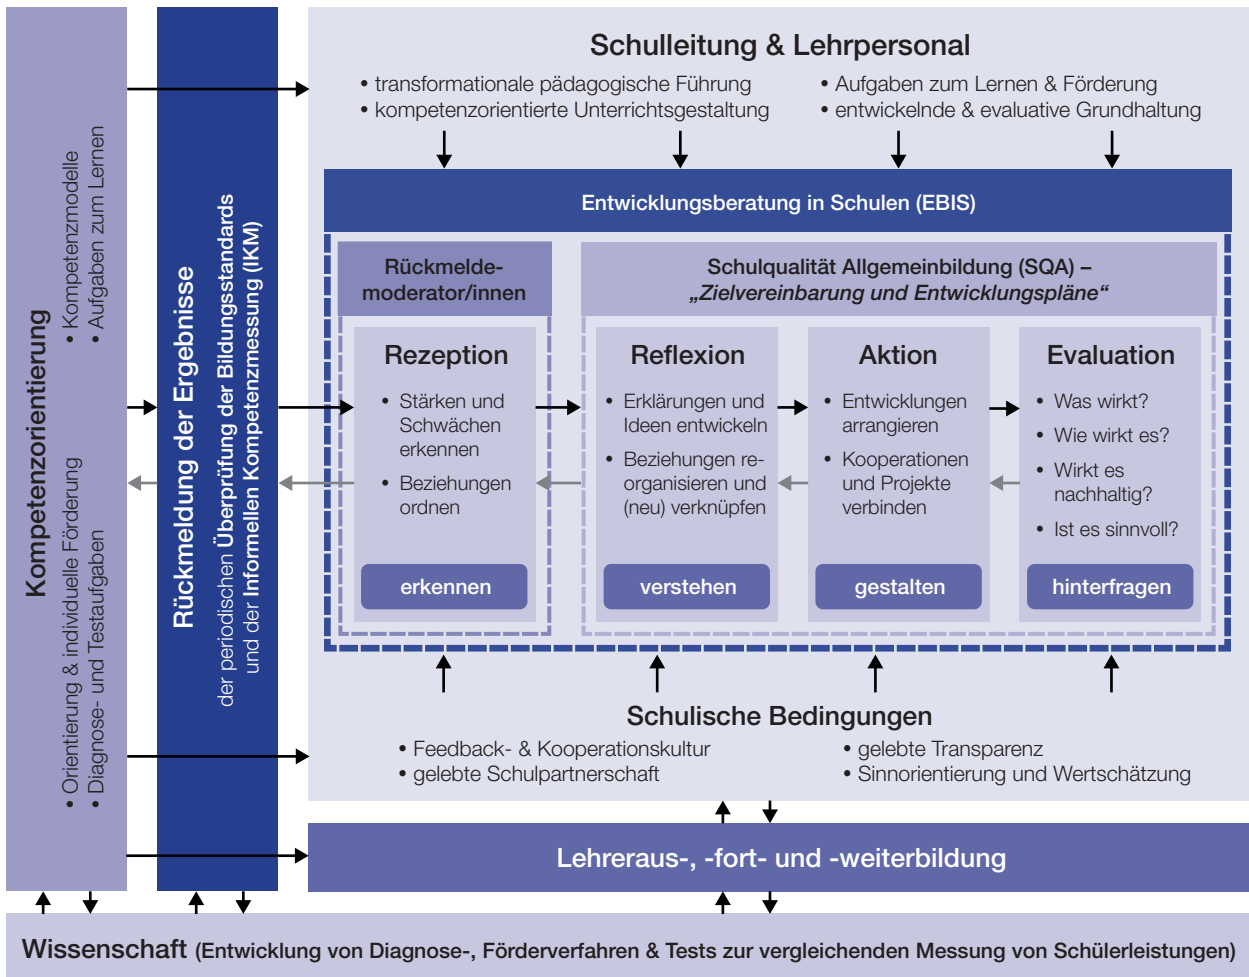 Kompetenzorientierung
• Kompetenzmodelle
• Aufgaben zum Lernen
• Orientierung & individuelle Förderung
• Diagnose- und Testaufgaben
Rückmeldung der Ergebnisse
der periodischen Überprüfung der Bildungsstandards
und der Informellen Kompetenzmessung (IKM)
Schulleitung & Lehrpersonal
• transformationale pädagogische Führung
• kompetenzorientierte Unterrichtsgestaltung
• Aufgaben zum Lernen & Förderung
• entwickelnde & evaluative Grundhaltung
Entwicklungsberatung in Schulen (EBIS)
Rückmelde-
moderator/innen
Schulqualität Allgemeinbildung (SQA) –
„Zielvereinbarung und Entwicklungspläne“
Rezeption
• Stärken und
Schwächen
erkennen
• Beziehungen
ordnen
erkennen
Reflexion
• Erklärungen und
Ideen entwickeln
• Beziehungen re-
organisieren und
(neu) verknüpfen
verstehen
Aktion
• Entwicklungen
arrangieren
• Kooperationen
und Projekte
verbinden
gestalten
Evaluation
• Was wirkt?
• Wie wirkt es?
• Wirkt es
nachhaltig?
• Ist es sinnvoll?
hinterfragen
Schulische Bedingungen
• Feedback- & Kooperationskultur
• gelebte Schulpartnerschaft
• gelebte Transparenz
• Sinnorientierung und Wertschätzung
Lehreraus-, -fort- und -weiterbildung
Wissenschaft (Entwicklung von Diagnose-, Förderverfahren & Tests zur vergleichenden Messung von Schülerleistungen)